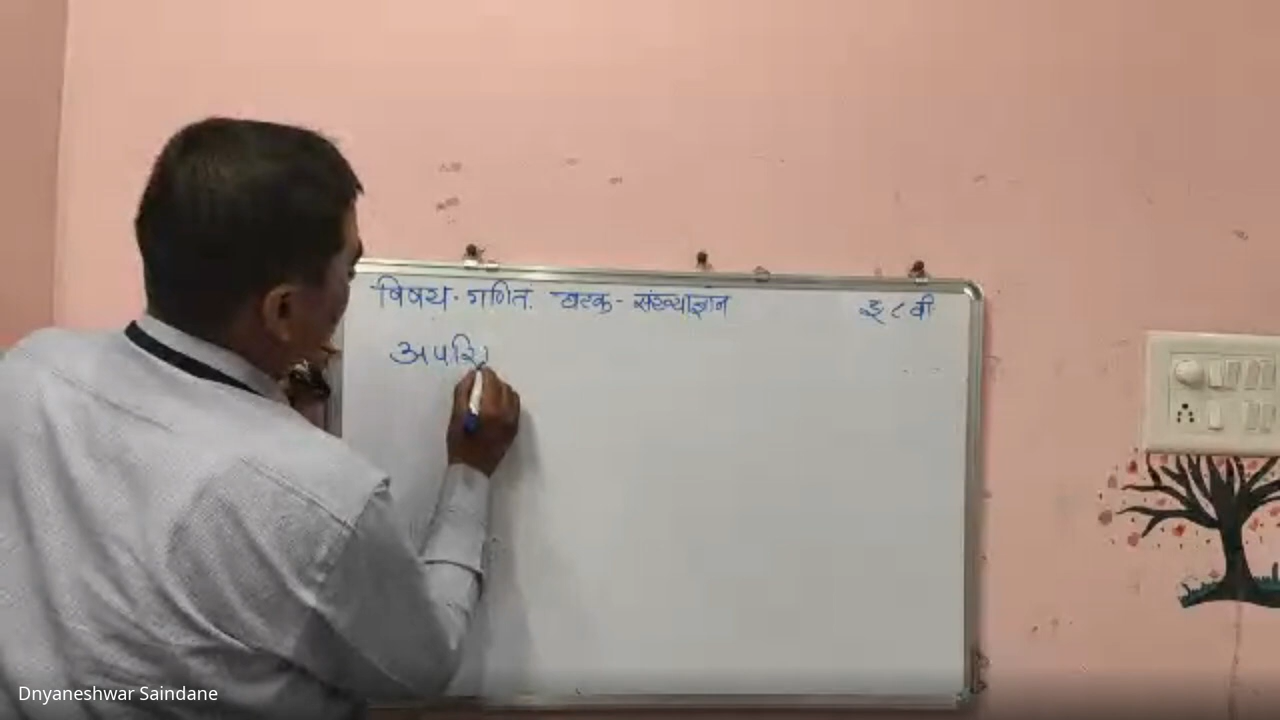 विषय - गणित. घटक - संख्याज्ञान इ ८ वी
अपरि
Dnyaneshwar Saindane